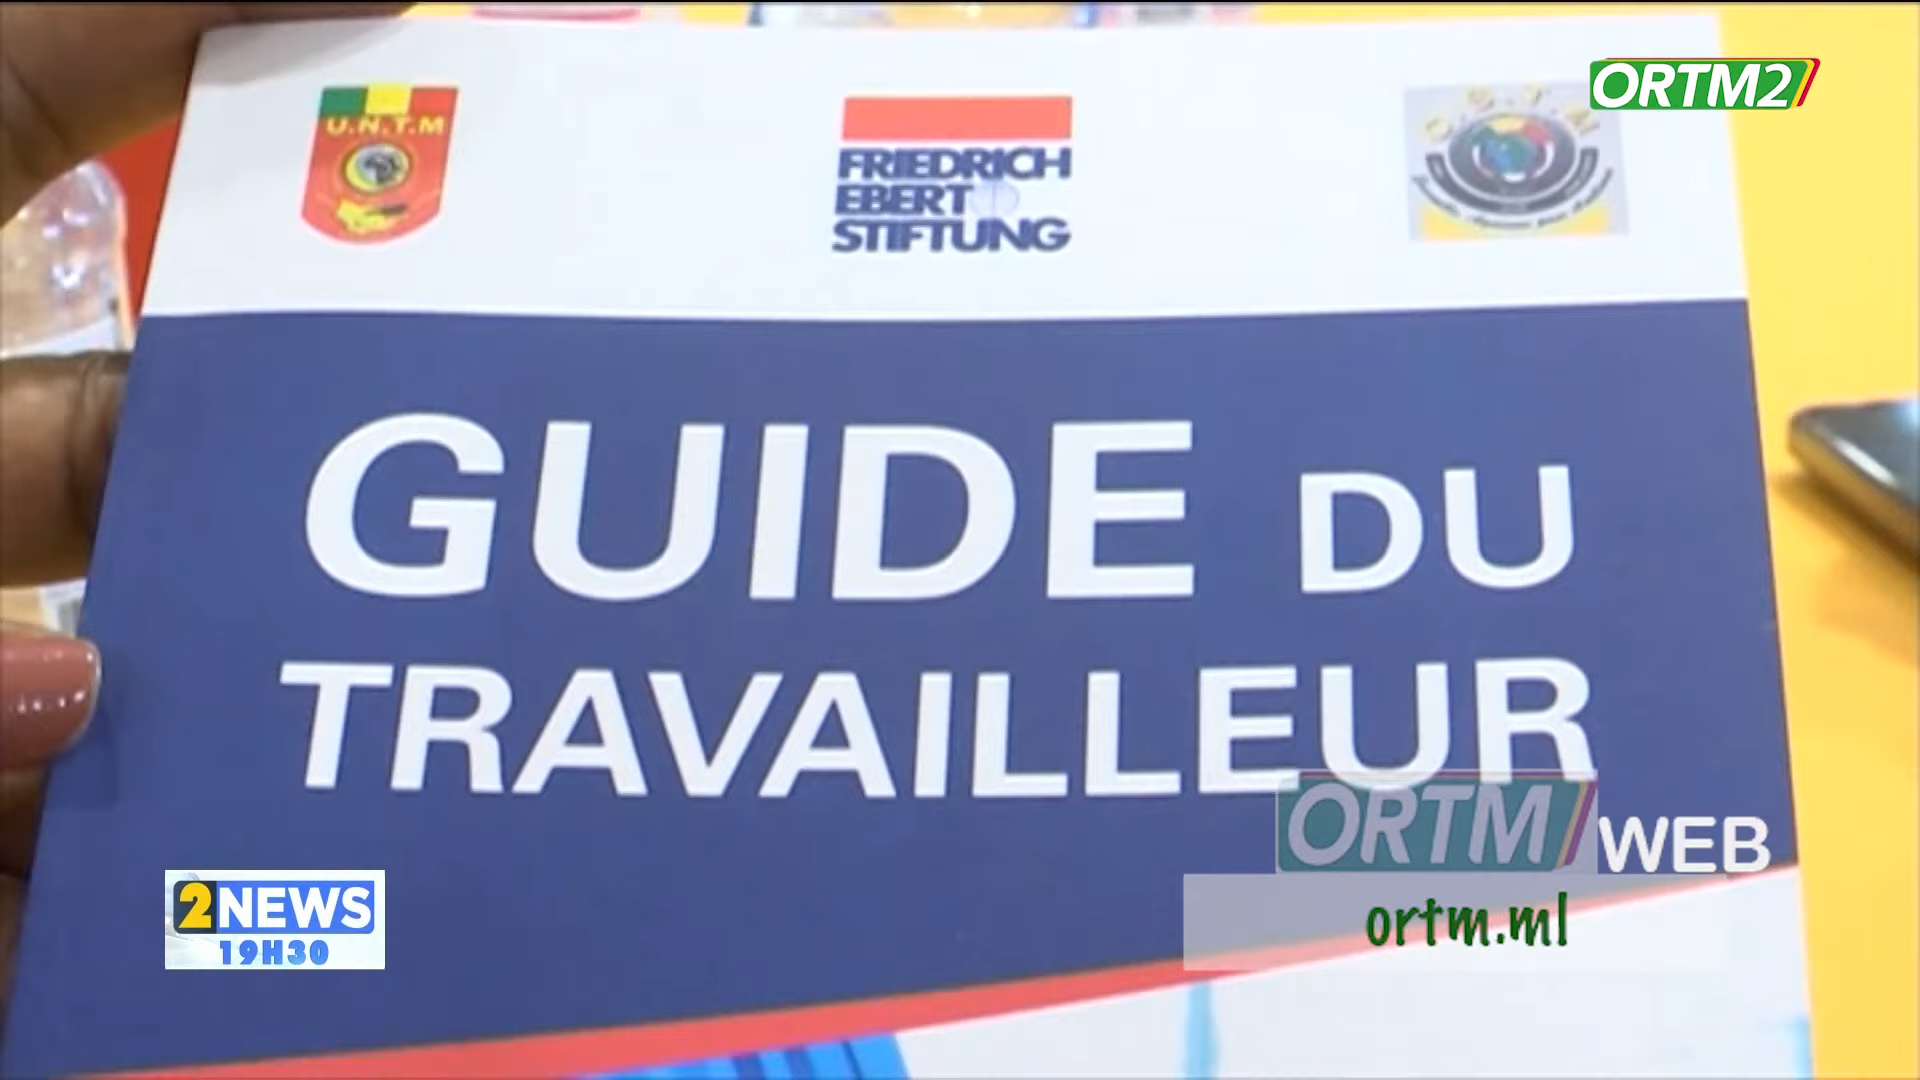 ORTM2
U.N.T.M
FRIEDRICH
EBERT
STIFTUNG
C.S.T.M
GUIDE DU
TRAVAILLEUR
ORTM WEB
ortm.ml
2NEWS
19H30